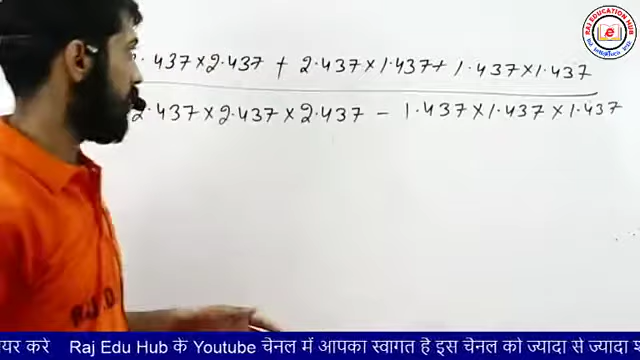 .437×2.437 + 2.437×1.437+ 1.437×1.437
2.437×2.437×2.437 - 1.437×1.437×1.437
RAJ EDUCATION HUB
e
यर करे Raj Edu Hub के Youtube चेनल में आपका स्वागत है इस चेनल को ज्यादा से ज्यादा श